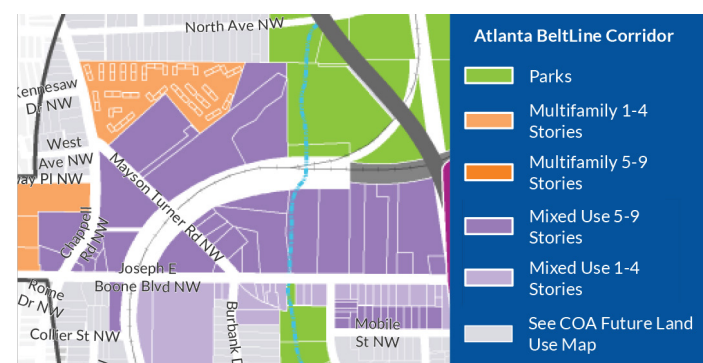 North Ave NW
Kennesaw
Dr NW
West
Ave NW
way Pl NW
Mayson Turner Rd NW
Chappell
Rd NW
Joseph E
Boone Blvd NW
Rome
Dr NW
Collier St NW
Burbank D
Mobile
St NW
Atlanta BeltLine Corridor
Parks
Multifamily 1-4
Stories
Multifamily 5-9
Stories
Mixed Use 5-9
Stories
Mixed Use 1-4
Stories
See COA Future Land
Use Map